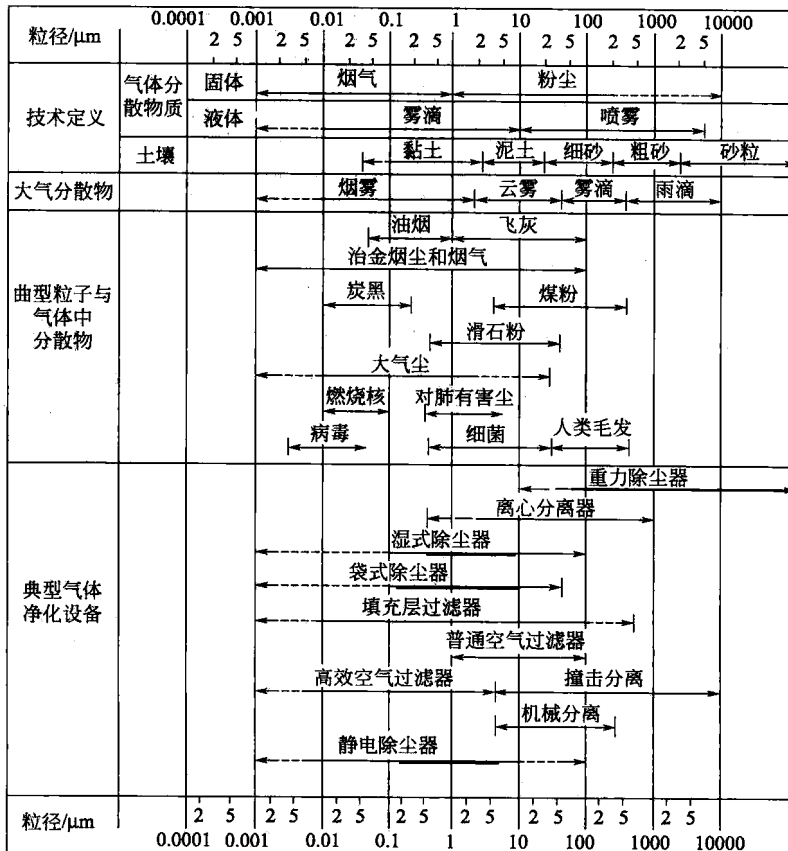 0.0001 0.001 0.01 0.1 1 10 100 1000 10000
粒径/μm
2 5 2 5 2 5 2 5 2 5 2 5 2 5 2 5
技术定义
气体分散物质
固体 烟气 粉尘
液体 雾滴 喷雾
土壤 黏土 泥土 细砂 粗砂 砂粒
大气分散物 烟雾 云雾 雾滴 雨滴
曲型粒子与
气体中
分散物
油烟 飞灰
冶金烟尘和烟气
炭黑 煤粉
滑石粉
大气尘
燃烧核 对肺有害尘
病毒 细菌 人类毛发
典型气体
净化设备
重力除尘器
离心分离器
湿式除尘器
袋式除尘器
填充层过滤器
普通空气过滤器
高效空气过滤器 撞击分离
机械分离
静电除尘器
粒径/μm
2 5 2 5 2 5 2 5 2 5 2 5 2 5 2 5
0.0001 0.001 0.01 0.1 1 10 100 1000 10000